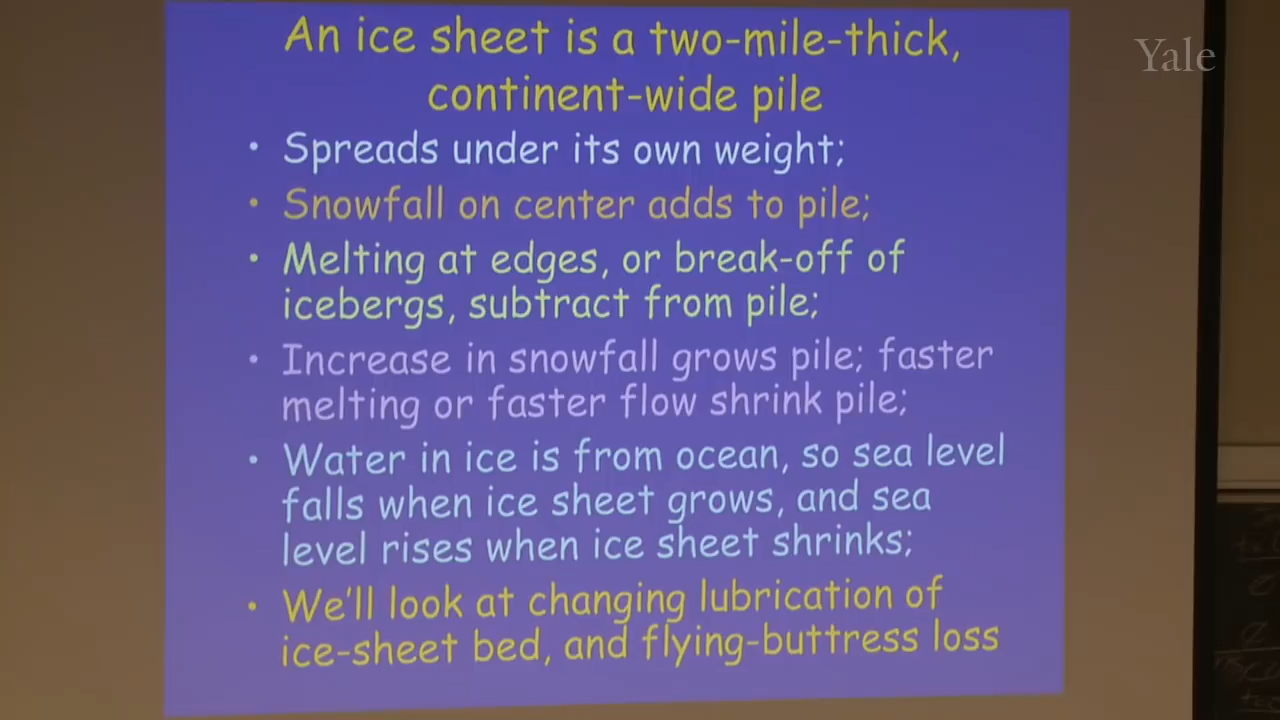 An ice sheet is a two-mile-thick,
continent-wide pile
Yale
• Spreads under its own weight;
• Snowfall on center adds to pile;
• Melting at edges, or break-off of
icebergs, subtract from pile;
• Increase in snowfall grows pile; faster
melting or faster flow shrink pile;
• Water in ice is from ocean, so sea level
falls when ice sheet grows, and sea
level rises when ice sheet shrinks;
• We'll look at changing lubrication of
ice-sheet bed, and flying-buttress loss